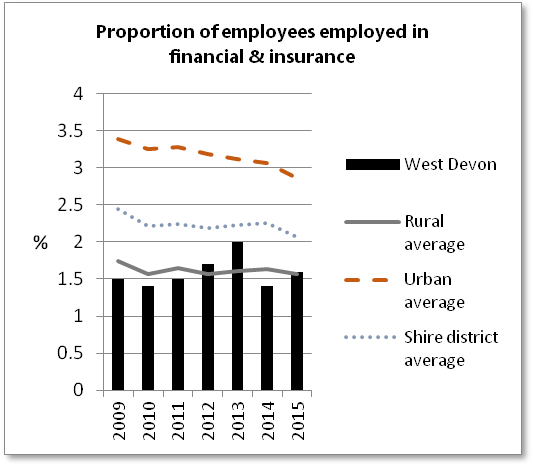 Proportion of employees employed in
financial & insurance
4
3.5
3
2.5
2
1.5
1
0.5
0
%
2009
2010
2011
2012
2013
2014
2015
West Devon
Rural
average
Urban
average
Shire district
average